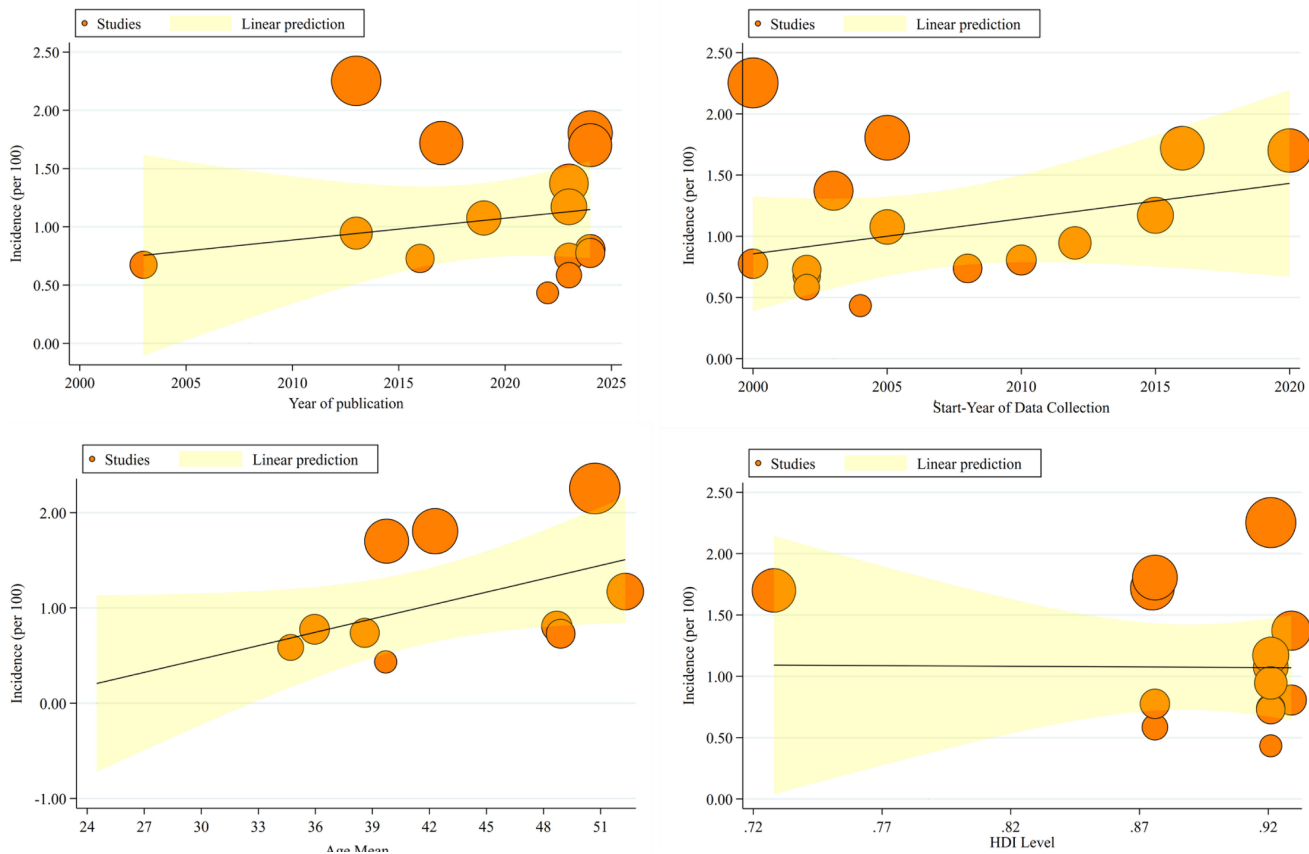 Studies Linear prediction
2.50
2.00
1.50
1.00
0.50
0.00
Incidence (per 100)
2000 2005 2010 2015 2020 2025
Year of publication
Studies Linear prediction
2.50
2.00
1.50
1.00
0.50
0.00
Incidence (per 100)
2000 2005 2010 2015 2020
Start-Year of Data Collection
Studies Linear prediction
2.00
1.00
0.00
-1.00
Incidence (per 100)
24 27 30 33 36 39 42 45 48 51
Age Mean
Studies Linear prediction
2.50
2.00
1.50
1.00
0.50
0.00
Incidence (per 100)
.72 .77 .82 .87 .92
HDI Level